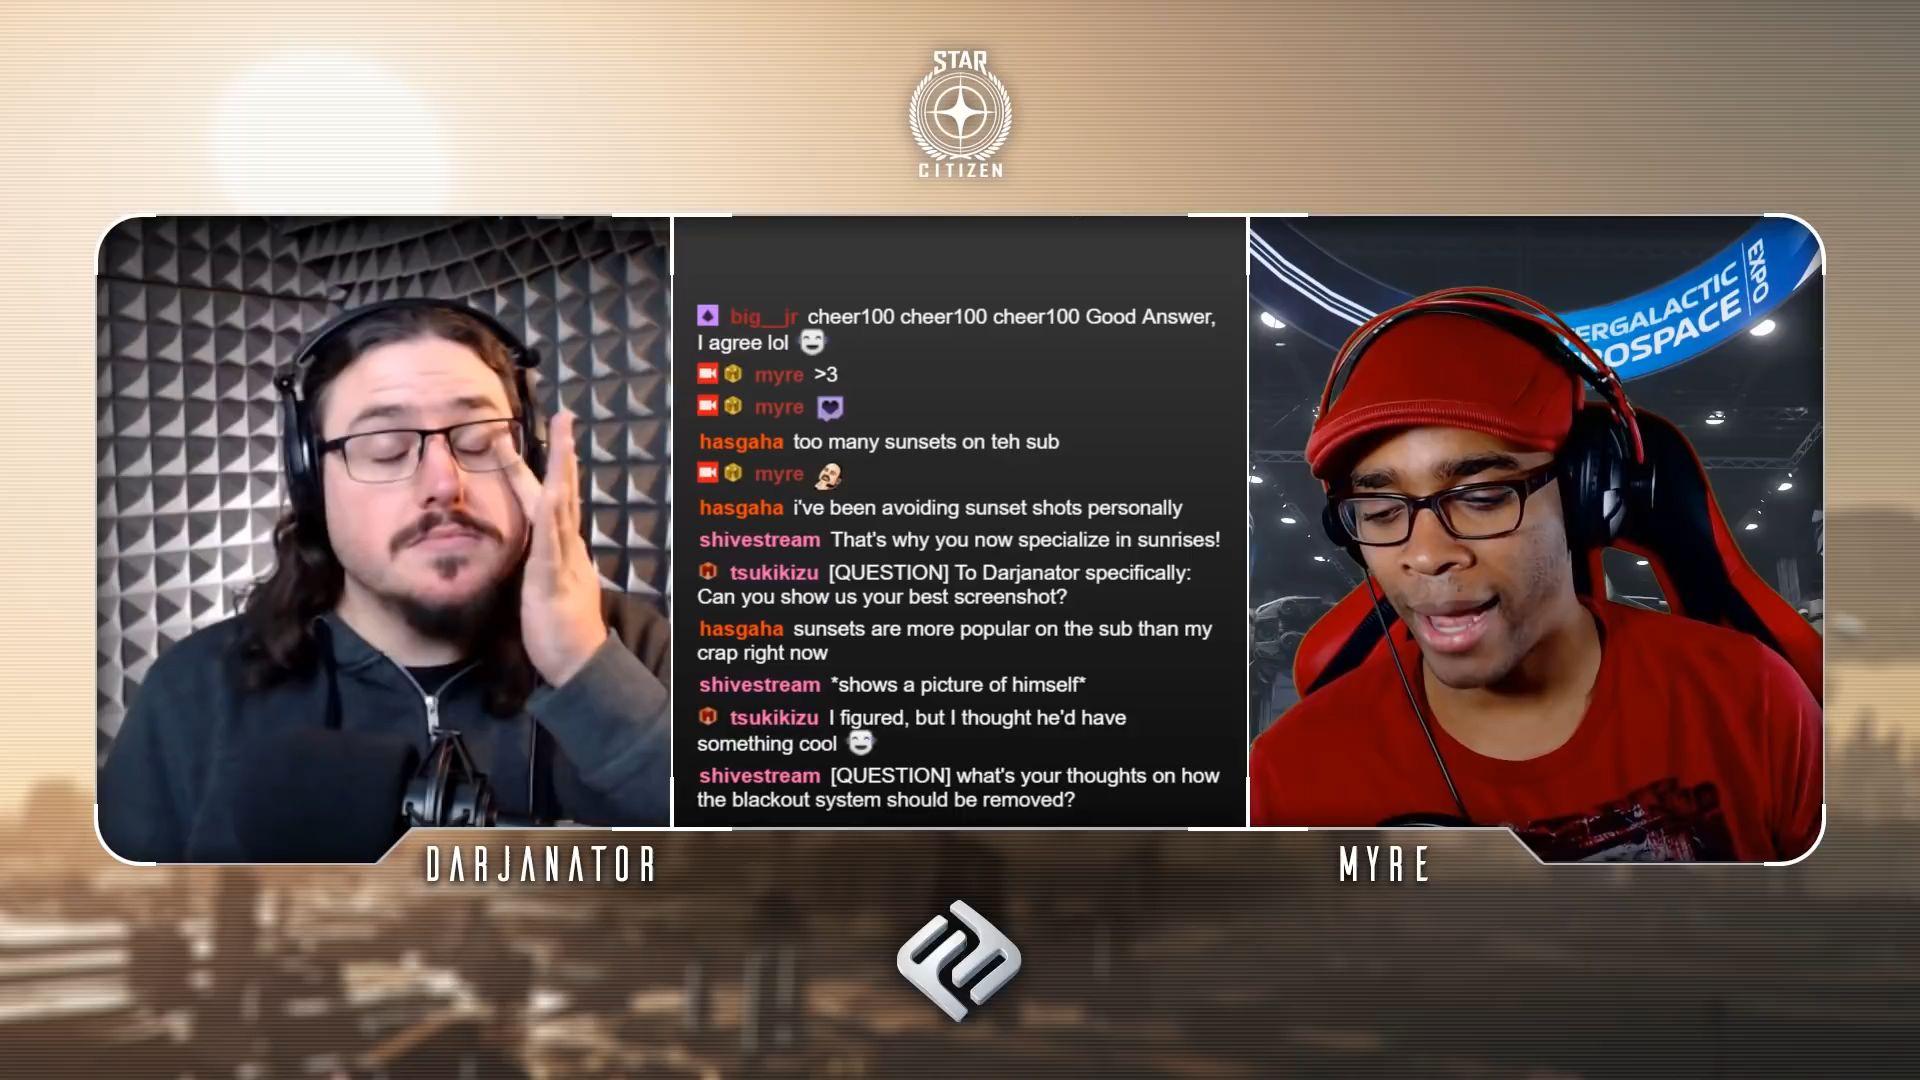 STAR
CITIZEN
INTERGALACTIC
AEROSPACE
EXPO
big__jr cheer100 cheer100 cheer100 Good Answer,
I agree lol
myre >3
myre
hasgaha too many sunsets on teh sub
myre
hasgaha i've been avoiding sunset shots personally
shivestream That's why you now specialize in sunrises!
tsukikizu [QUESTION] To Darjanator specifically:
Can you show us your best screenshot?
hasgaha sunsets are more popular on the sub than my
crap right now
shivestream *shows a picture of himself*
tsukikizu I figured, but I thought he'd have
something cool
shivestream [QUESTION] what's your thoughts on how
the blackout system should be removed?
DARJANATOR
MYRE